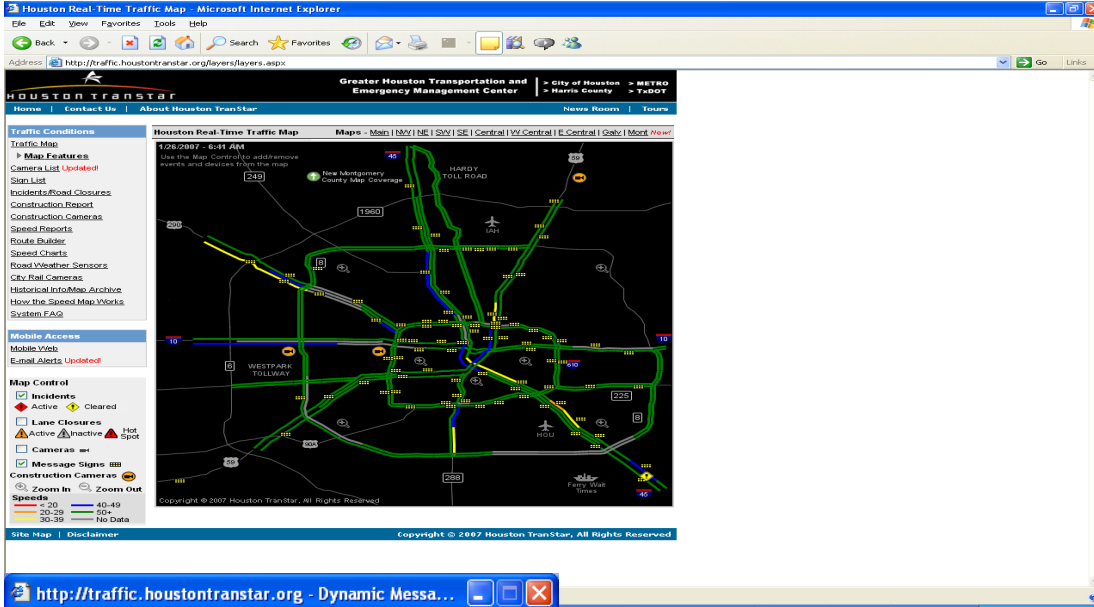 Houston Real-Time Traffic Map - Microsoft Internet Explorer
File Edit View Favorites Tools Help
Back Search Favorites
Address http://traffic.houstontranstar.org/layers/layers.aspx Go Links
HOUSTON TRANSTAR
Greater Houston Transportation and
Emergency Management Center
> City of Houston > METRO
> Harris County > TxDOT
Home | Contact Us | About Houston TranStar News Room | Tours
Traffic Conditions
Traffic Map
Map Features
Camera List Updated!
Sign List
Incidents/Road Closures
Construction Report
Construction Cameras
Speed Reports
Route Builder
Speed Charts
Road Weather Sensors
City Rail Cameras
Historical Info/Map Archive
How the Speed Map Works
System FAQ
Mobile Access
Mobile Web
E-mail Alerts Updated!
Map Control
Incidents
Active Cleared
Lane Closures
Active Inactive Hot Spot
Cameras
Message Signs
Construction Cameras
Zoom In Zoom Out
Speeds
< 20 40-49
20-29 50+
30-39 No Data
Houston Real-Time Traffic Map Maps - Main | NW | NE | SW | SE | Central | W Central | E Central | Galv | Mont New!
1/26/2007 - 6:41 AM
Use the Map Control to add/remove
events and devices from the map
45
59
249
New Montgomery
County Map Coverage
HARDY
TOLL ROAD
1960
290
IAH
8
10
10
6
WESTPARK
TOLLWAY
610
225
8
HOU
90A
59
288
Ferry Wait
Times
45
Copyright © 2007 Houston TranStar, All Rights Reserved
Site Map | Disclaimer Copyright © 2007 Houston TranStar, All Rights Reserved
http://traffic.houstontranstar.org - Dynamic Messa...